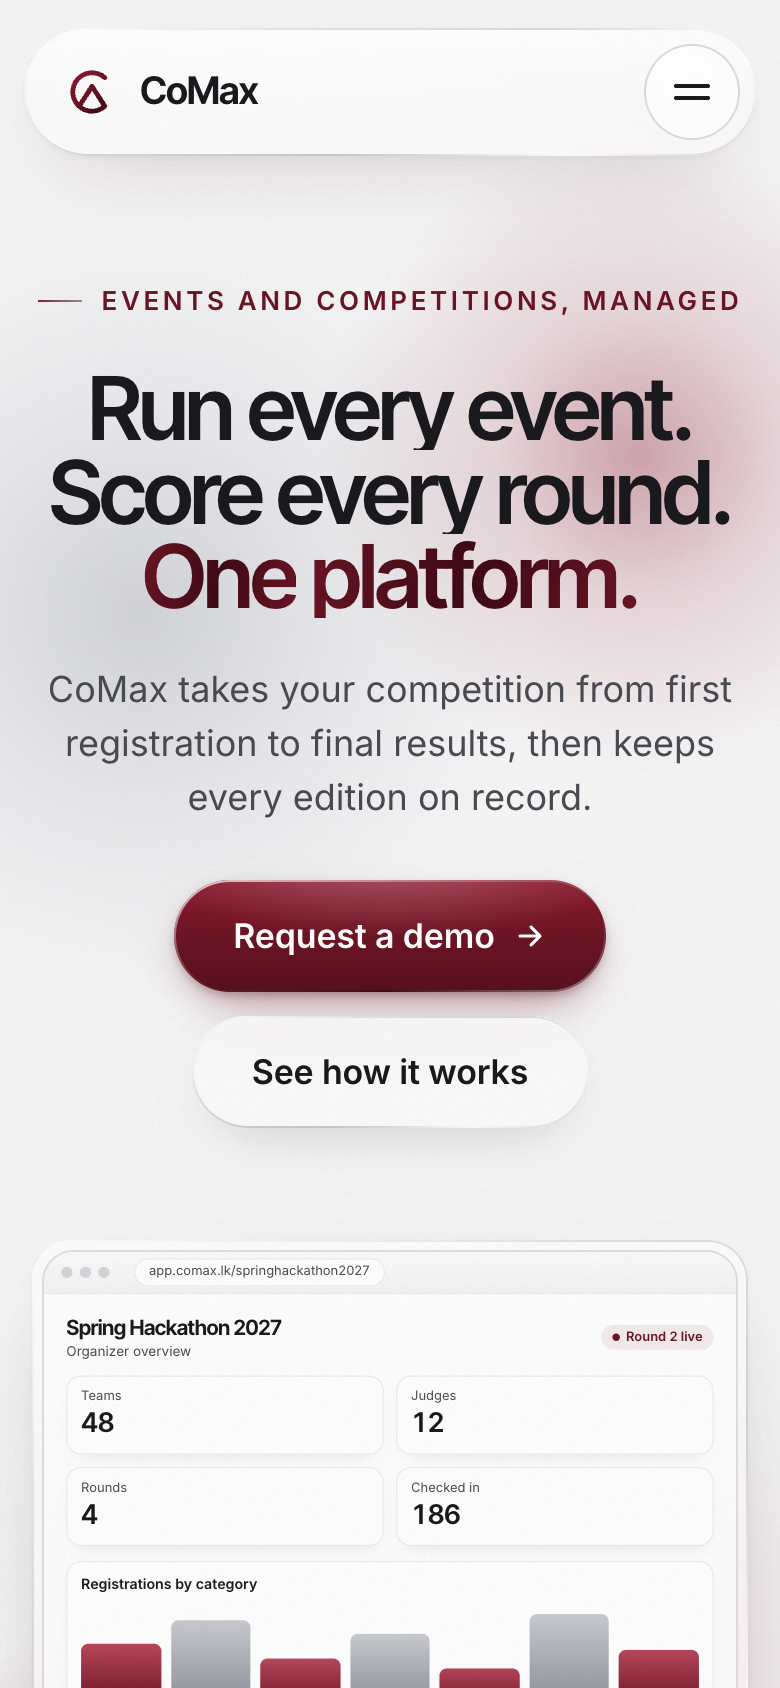 CoMax
EVENTS AND COMPETITIONS, MANAGED
Run every event.
Score every round.
One platform.
CoMax takes your competition from first
registration to final results, then keeps
every edition on record.
Request a demo →
See how it works
app.comax.lk/springhackathon2027
Spring Hackathon 2027
Organizer overview
Round 2 live
Teams
48
Judges
12
Rounds
4
Checked in
186
Registrations by category